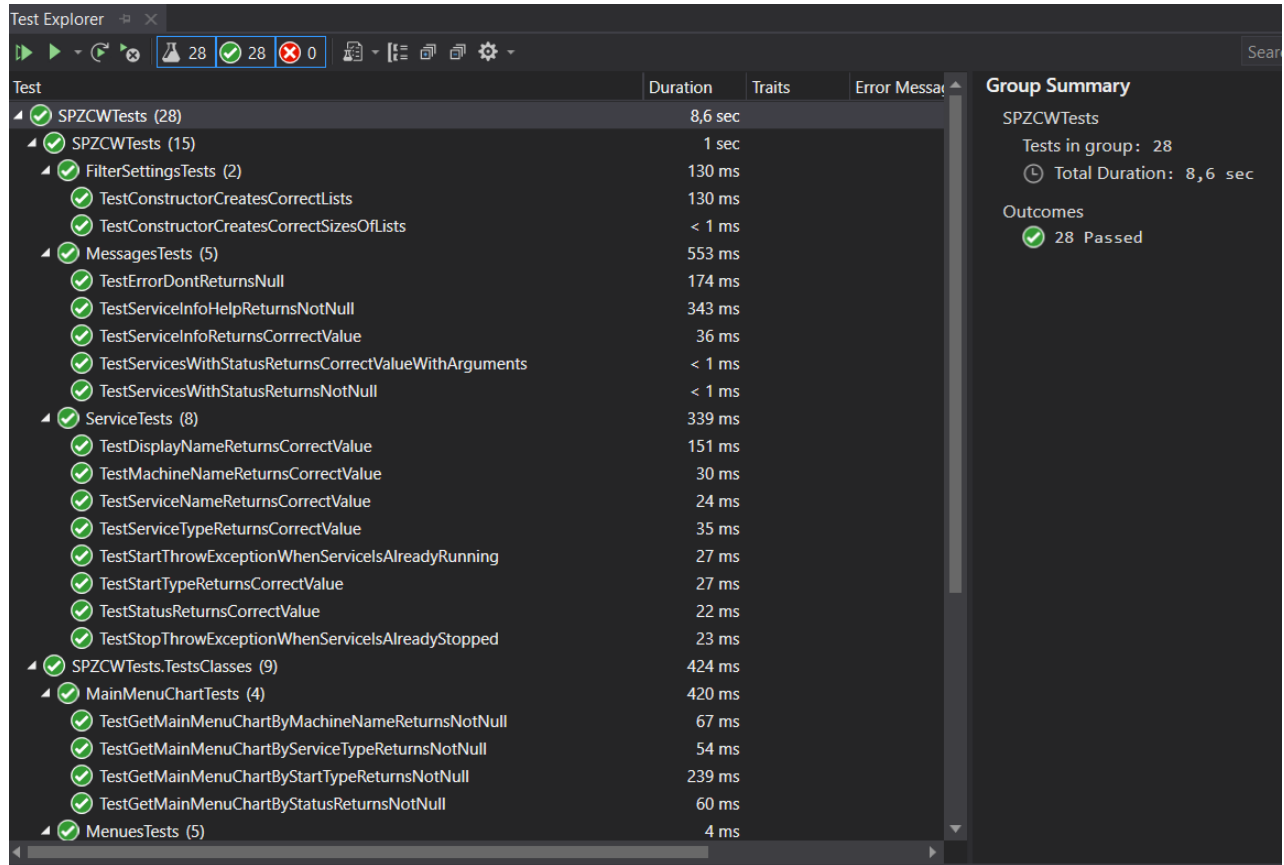 Test Explorer
28 28 0
Sear
Test Duration Traits Error Messa
SPZCWTests (28) 8,6 sec
SPZCWTests (15) 1 sec
FilterSettingsTests (2) 130 ms
TestConstructorCreatesCorrectLists 130 ms
TestConstructorCreatesCorrectSizesOfLists < 1 ms
MessagesTests (5) 553 ms
TestErrorDontReturnsNull 174 ms
TestServiceInfoHelpReturnsNotNull 343 ms
TestServiceInfoReturnsCorrrectValue 36 ms
TestServicesWithStatusReturnsCorrectValueWithArguments < 1 ms
TestServicesWithStatusReturnsNotNull < 1 ms
ServiceTests (8) 339 ms
TestDisplayNameReturnsCorrectValue 151 ms
TestMachineNameReturnsCorrectValue 30 ms
TestServiceNameReturnsCorrectValue 24 ms
TestServiceTypeReturnsCorrectValue 35 ms
TestStartThrowExceptionWhenServiceIsAlreadyRunning 27 ms
TestStartTypeReturnsCorrectValue 27 ms
TestStatusReturnsCorrectValue 22 ms
TestStopThrowExceptionWhenServiceIsAlreadyStopped 23 ms
SPZCWTests.TestsClasses (9) 424 ms
MainMenuChartTests (4) 420 ms
TestGetMainMenuChartByMachineNameReturnsNotNull 67 ms
TestGetMainMenuChartByServiceTypeReturnsNotNull 54 ms
TestGetMainMenuChartByStartTypeReturnsNotNull 239 ms
TestGetMainMenuChartByStatusReturnsNotNull 60 ms
MenuesTests (5) 4 ms
Group Summary
SPZCWTests
Tests in group: 28
Total Duration: 8,6 sec
Outcomes
28 Passed